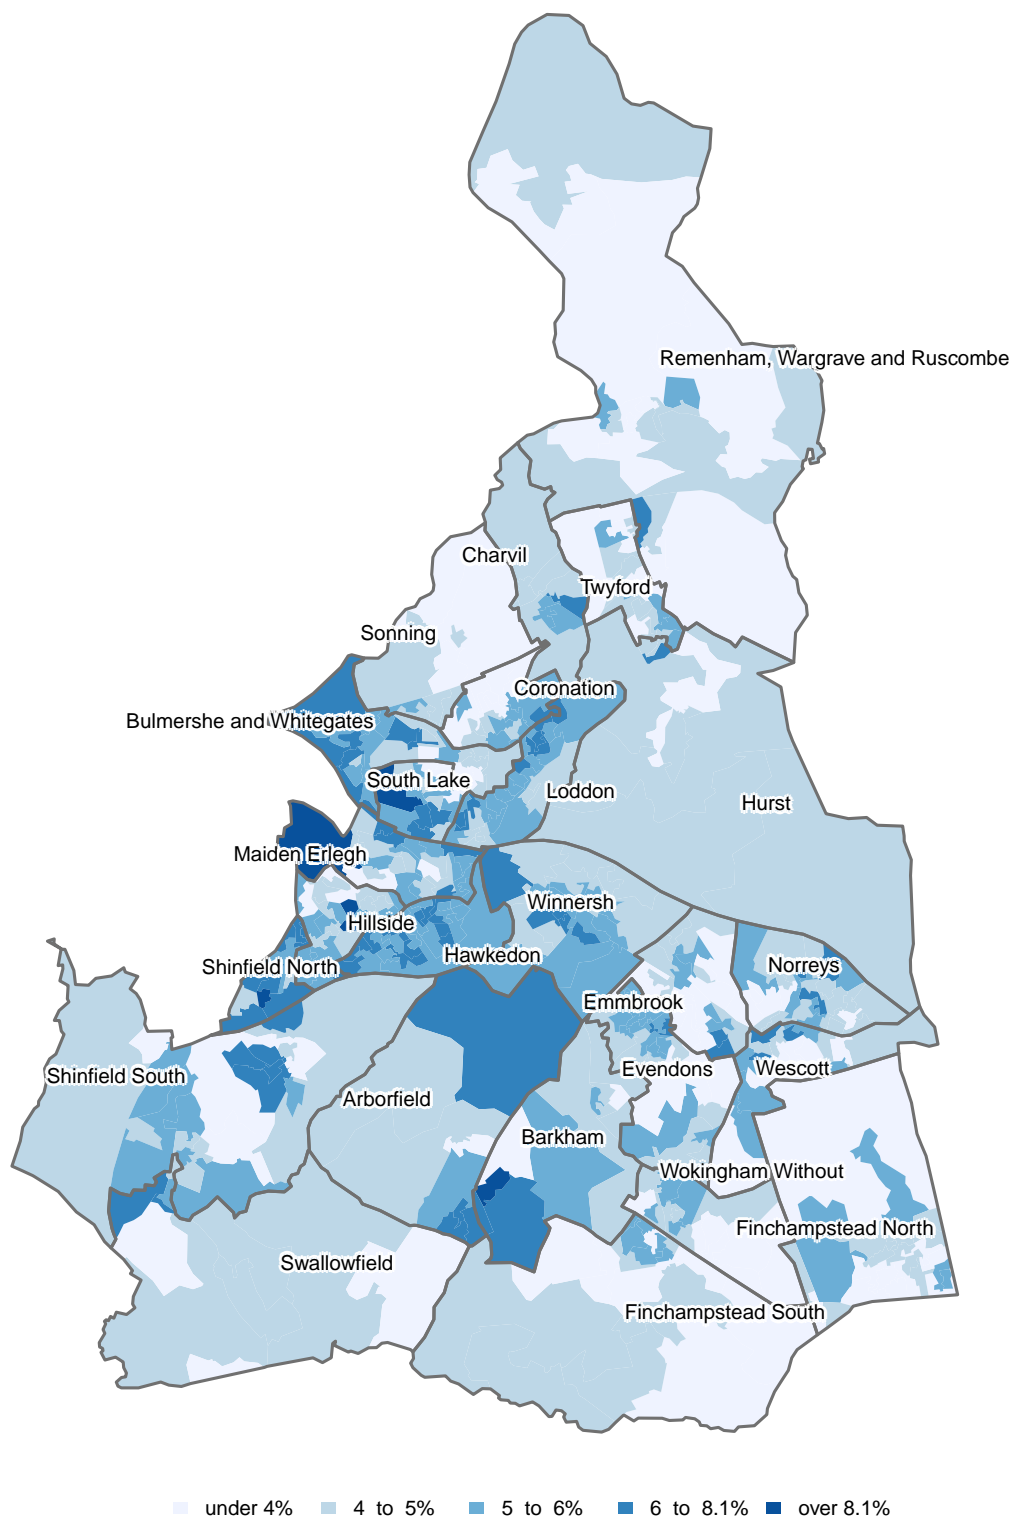 Remenham, Wargrave and Ruscombe
Charvil
Twyford
Sonning
Coronation
Bulmershe and Whitegates
South Lake
Loddon
Hurst
Maiden Erlegh
Winnersh
Hillside
Hawkedon
Shinfield North
Norreys
Emmbrook
Evendons
Wescott
Shinfield South
Arborfield
Barkham
Wokingham Without
Finchampstead North
Swallowfield
Finchampstead South
under 4% 4 to 5% 5 to 6% 6 to 8.1% over 8.1%